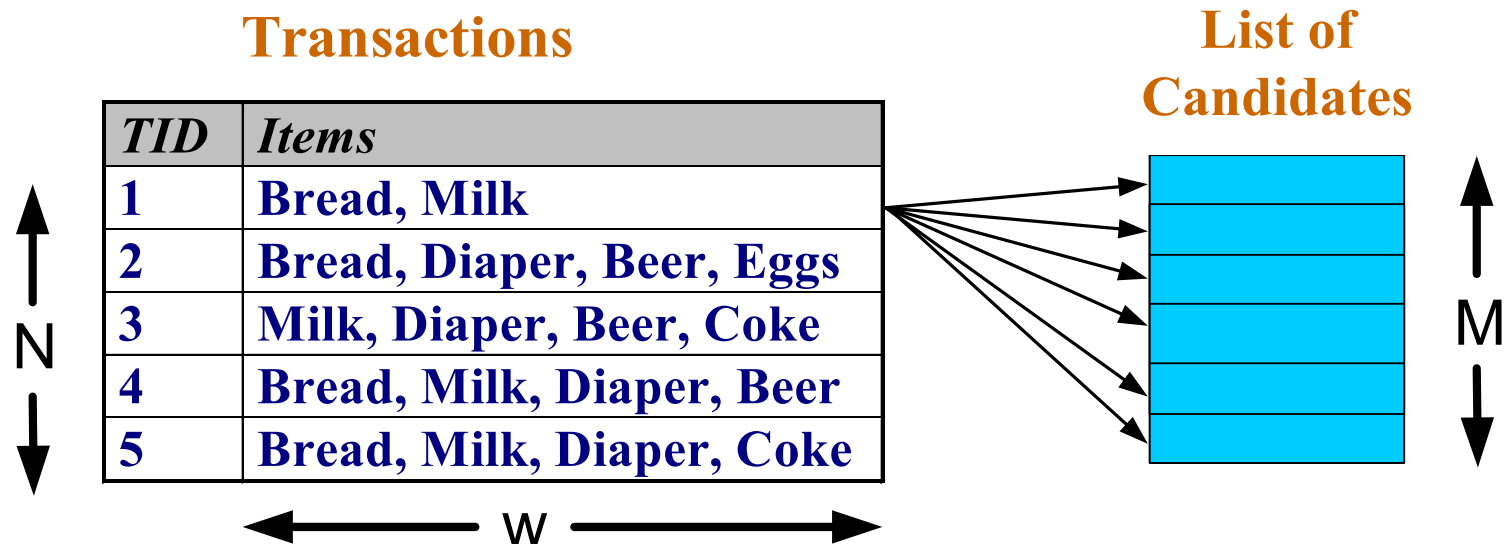 Transactions
List of
Candidates
TID Items
1 Bread, Milk
2 Bread, Diaper, Beer, Eggs
3 Milk, Diaper, Beer, Coke
4 Bread, Milk, Diaper, Beer
5 Bread, Milk, Diaper, Coke
N
M
w